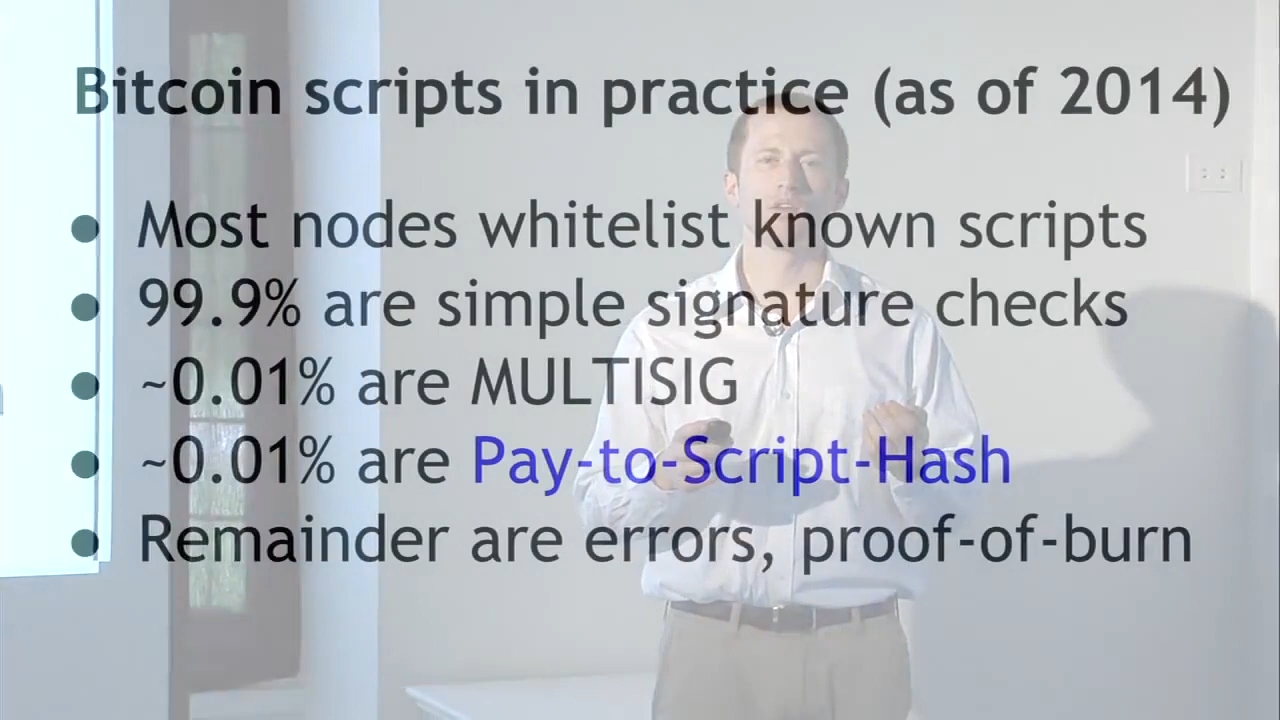 Bitcoin scripts in practice (as of 2014)
● Most nodes whitelist known scripts
● 99.9% are simple signature checks
● ~0.01% are MULTISIG
● ~0.01% are Pay-to-Script-Hash
● Remainder are errors, proof-of-burn